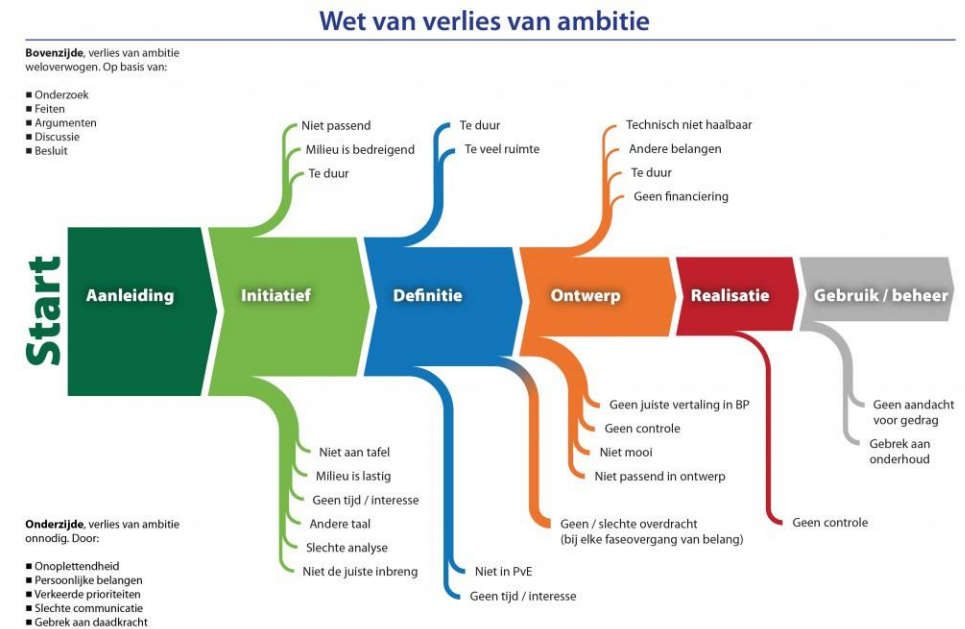 Wet van verlies van ambitie
Bovenzijde, verlies van ambitie
weloverwogen. Op basis van:
■ Onderzoek
■ Feiten
■ Argumenten
■ Discussie
■ Besluit
Niet passend
Milieu is bedreigend
Te duur
Te duur
Te veel ruimte
Technisch niet haalbaar
Andere belangen
Te duur
Geen financiering
Start
Aanleiding
Initiatief
Definitie
Ontwerp
Realisatie
Gebruik / beheer
Niet aan tafel
Milieu is lastig
Geen tijd / interesse
Andere taal
Slechte analyse
Niet de juiste inbreng
Niet in PvE
Geen tijd / interesse
Geen / slechte overdracht
(bij elke faseovergang van belang)
Geen juiste vertaling in BP
Geen controle
Niet mooi
Niet passend in ontwerp
Geen controle
Geen aandacht
voor gedrag
Gebrek aan
onderhoud
Onderzijde, verlies van ambitie
onnodig. Door:
■ Onoplettendheid
■ Persoonlijke belangen
■ Verkeerde prioriteiten
■ Slechte communicatie
■ Gebrek aan daadkracht